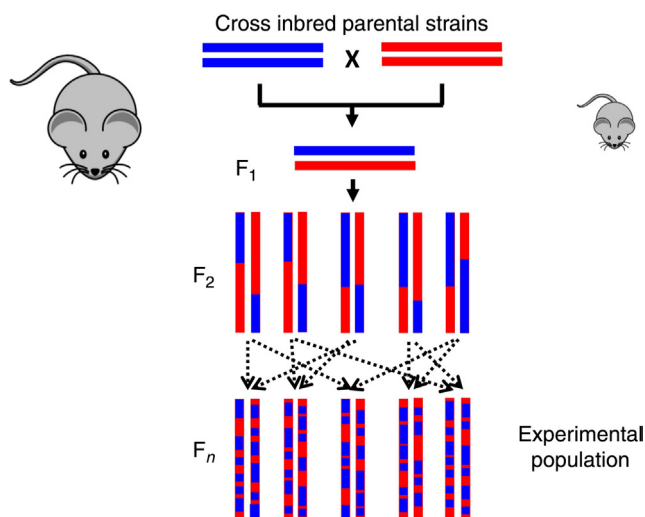 Cross inbred parental strains
X
F1
F2
Fn
Experimental
population